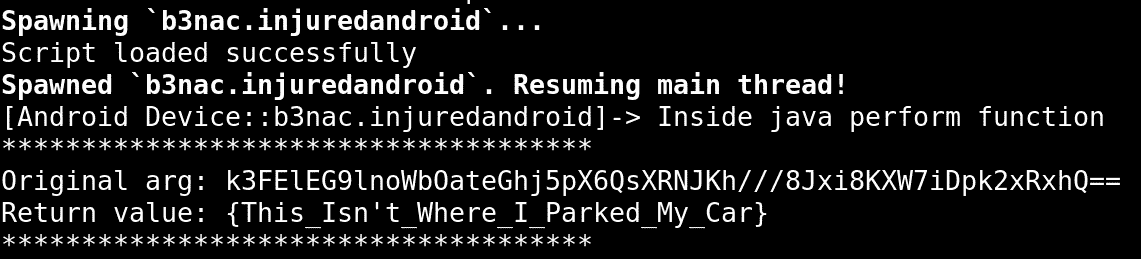 Spawning `b3nac.injuredandroid`...
Script loaded successfully
Spawned `b3nac.injuredandroid`. Resuming main thread!
[Android Device::b3nac.injuredandroid]-> Inside java perform function
*************************************
Original arg: k3FElEG9lnoWbOateGhj5pX6QsXRNJKh///8Jxi8KXW7iDpk2xRxhQ==
Return value: {This_Isn't_Where_I_Parked_My_Car}
*************************************